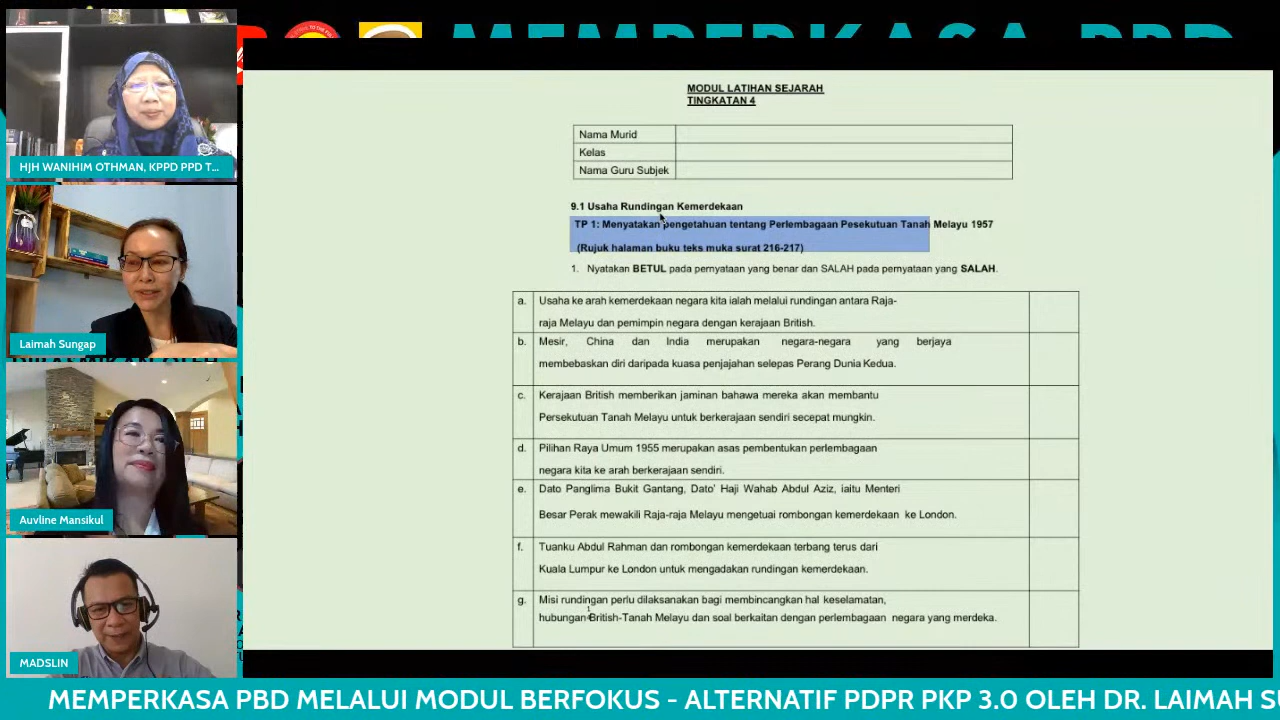 MEMPERKASA PBD
HJH WANIHIM OTHMAN, KPPD PPD T...
Laimah Sungap
Auvline Mansikul
MADSLIN
MODUL LATIHAN SEJARAH
TINGKATAN 4
Nama Murid
Kelas
Nama Guru Subjek
9.1 Usaha Rundingan Kemerdekaan
TP 1: Menyatakan pengetahuan tentang Perlembagaan Pesekutuan Tanah Melayu 1957
(Rujuk halaman buku teks muka surat 216-217)
1. Nyatakan BETUL pada pernyataan yang benar dan SALAH pada pernyataan yang SALAH.
a. Usaha ke arah kemerdekaan negara kita ialah melalui rundingan antara Raja-
raja Melayu dan pemimpin negara dengan kerajaan British.
b. Mesir, China dan India merupakan negara-negara yang berjaya
membebaskan diri daripada kuasa penjajahan selepas Perang Dunia Kedua.
c. Kerajaan British memberikan jaminan bahawa mereka akan membantu
Persekutuan Tanah Melayu untuk berkerajaan sendiri secepat mungkin.
d. Pilihan Raya Umum 1955 merupakan asas pembentukan perlembagaan
negara kita ke arah berkerajaan sendiri.
e. Dato Panglima Bukit Gantang, Dato' Haji Wahab Abdul Aziz, iaitu Menteri
Besar Perak mewakili Raja-raja Melayu mengetuai rombongan kemerdekaan ke London.
f. Tuanku Abdul Rahman dan rombongan kemerdekaan terbang terus dari
Kuala Lumpur ke London untuk mengadakan rundingan kemerdekaan.
g. Misi rundingan perlu dilaksanakan bagi membincangkan hal keselamatan,
hubungan British-Tanah Melayu dan soal berkaitan dengan perlembagaan negara yang merdeka.
MEMPERKASA PBD MELALUI MODUL BERFOKUS - ALTERNATIF PDPR PKP 3.0 OLEH DR. LAIMAH S